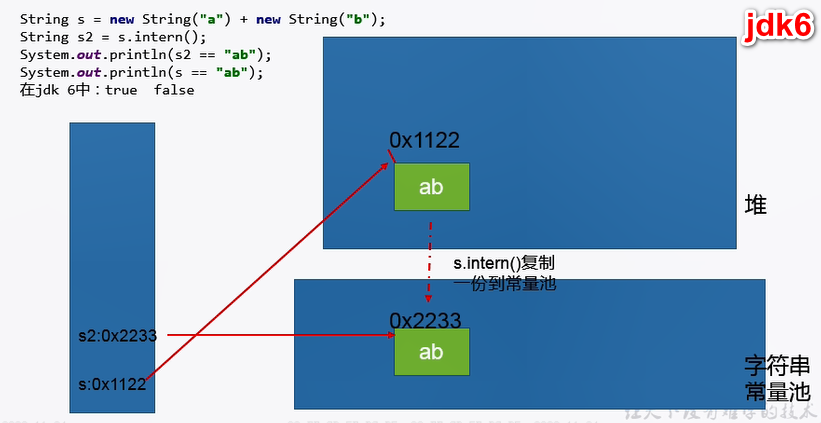 String s = new String("a") + new String("b");
jdk6
String s2 = s.intern();
System.out.println(s2 == "ab");
System.out.println(s == "ab");
在jdk 6中：true false
0x1122
ab
堆
s.intern()复制
一份到常量池
0x2233
s2:0x2233
ab
s:0x1122
字符串
常量池
让天下没有难学的技术